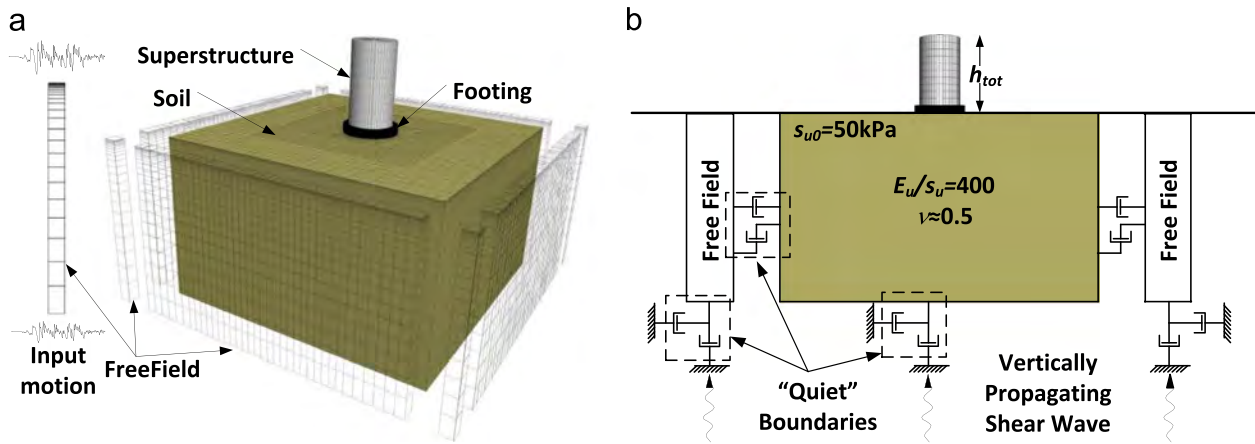 a
Superstructure
Soil
Footing
Input
motion
FreeField
b
h_tot
s_u0=50kPa
E_u/s_u=400
ν≈0.5
Free Field
Free Field
"Quiet"
Boundaries
Vertically
Propagating
Shear Wave